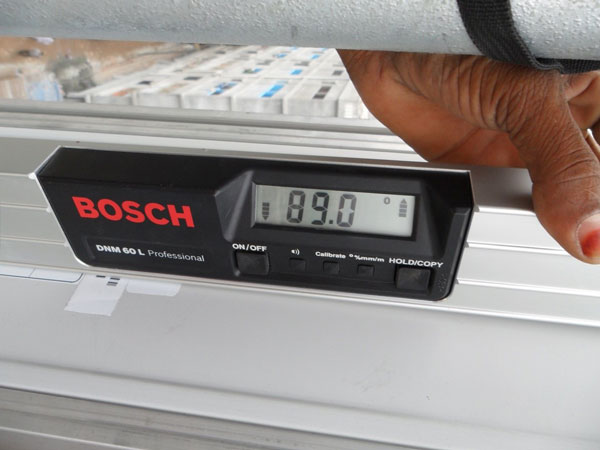 BOSCH
89.0 °
DNM 60 L Professional
ON/OFF
Calibrate
° %mm/m
HOLD/COPY